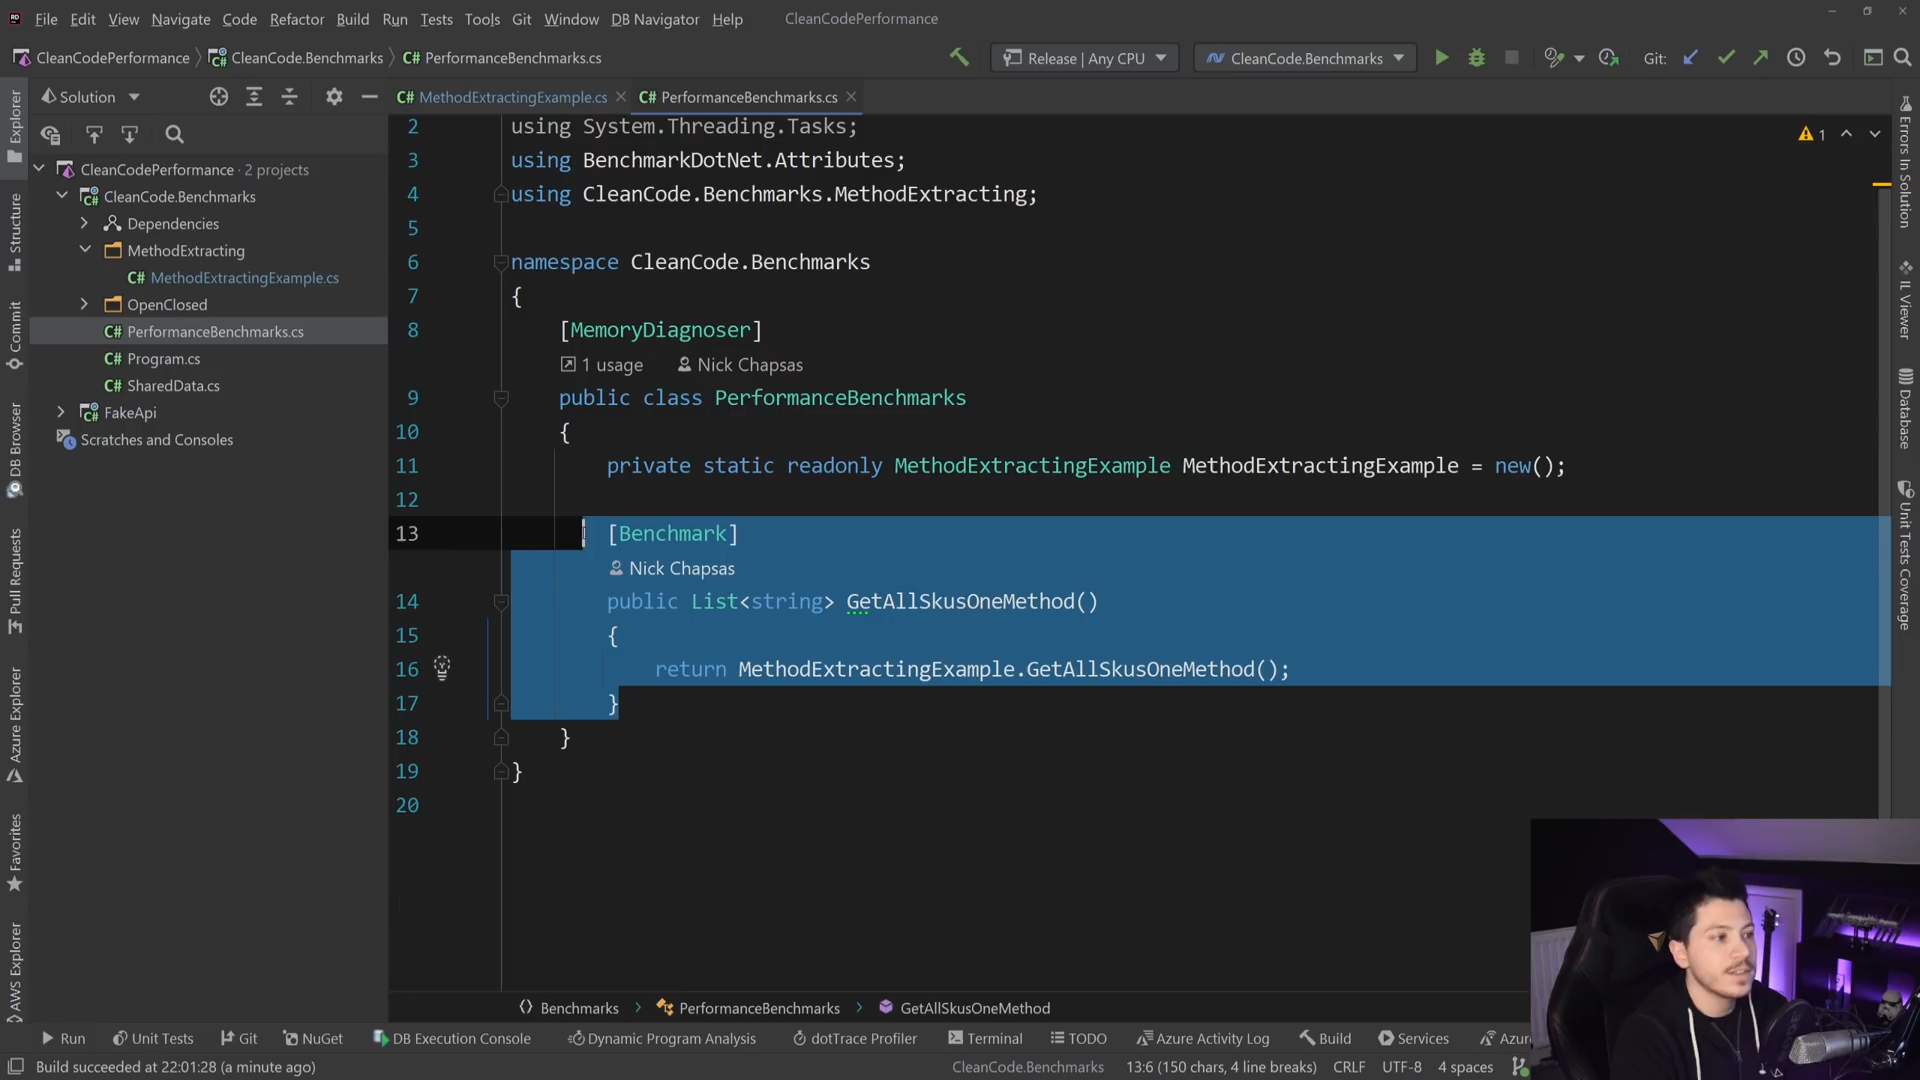 File Edit View Navigate Code Refactor Build Run Tests Tools Git Window DB Navigator Help CleanCodePerformance
CleanCodePerformance CleanCode.Benchmarks C# PerformanceBenchmarks.cs Release | Any CPU CleanCode.Benchmarks Git:
Solution
C# MethodExtractingExample.cs C# PerformanceBenchmarks.cs
CleanCodePerformance · 2 projects
CleanCode.Benchmarks
Dependencies
MethodExtracting
C# MethodExtractingExample.cs
OpenClosed
C# PerformanceBenchmarks.cs
C# Program.cs
C# SharedData.cs
FakeApi
Scratches and Consoles
Explorer
Structure
Commit
DB Browser
Pull Requests
Azure Explorer
Favorites
AWS Explorer
2 using System.Threading.Tasks;
3 using BenchmarkDotNet.Attributes;
4 using CleanCode.Benchmarks.MethodExtracting;
5
6 namespace CleanCode.Benchmarks
7 {
8 [MemoryDiagnoser]
1 usage Nick Chapsas
9 public class PerformanceBenchmarks
10 {
11 private static readonly MethodExtractingExample MethodExtractingExample = new();
12
13 [Benchmark]
Nick Chapsas
14 public List<string> GetAllSkusOneMethod()
15 {
16 return MethodExtractingExample.GetAllSkusOneMethod();
17 }
18 }
19 }
20
1
Errors In Solution
IL Viewer
Database
Unit Tests Coverage
Benchmarks PerformanceBenchmarks GetAllSkusOneMethod
Run Unit Tests Git NuGet DB Execution Console Dynamic Program Analysis dotTrace Profiler Terminal TODO Azure Activity Log Build Services
Build succeeded at 22:01:28 (a minute ago) CleanCode.Benchmarks 13:6 (150 chars, 4 line breaks) CRLF UTF-8 4 spaces